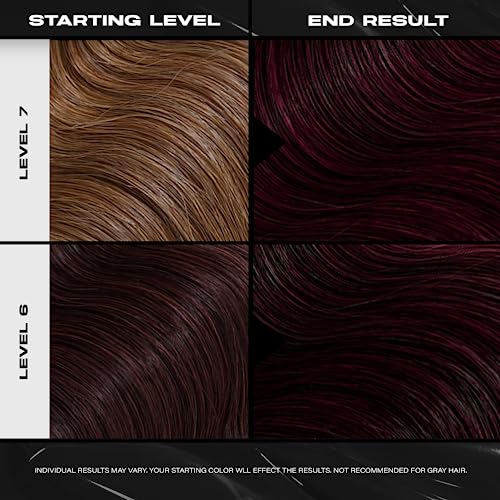 STARTING LEVEL
END RESULT
LEVEL 7
LEVEL 6
INDIVIDUAL RESULTS MAY VARY. YOUR STARTING COLOR WLL EFFECT THE RESULTS. NOT RECOMMENDED FOR GRAY HAIR.